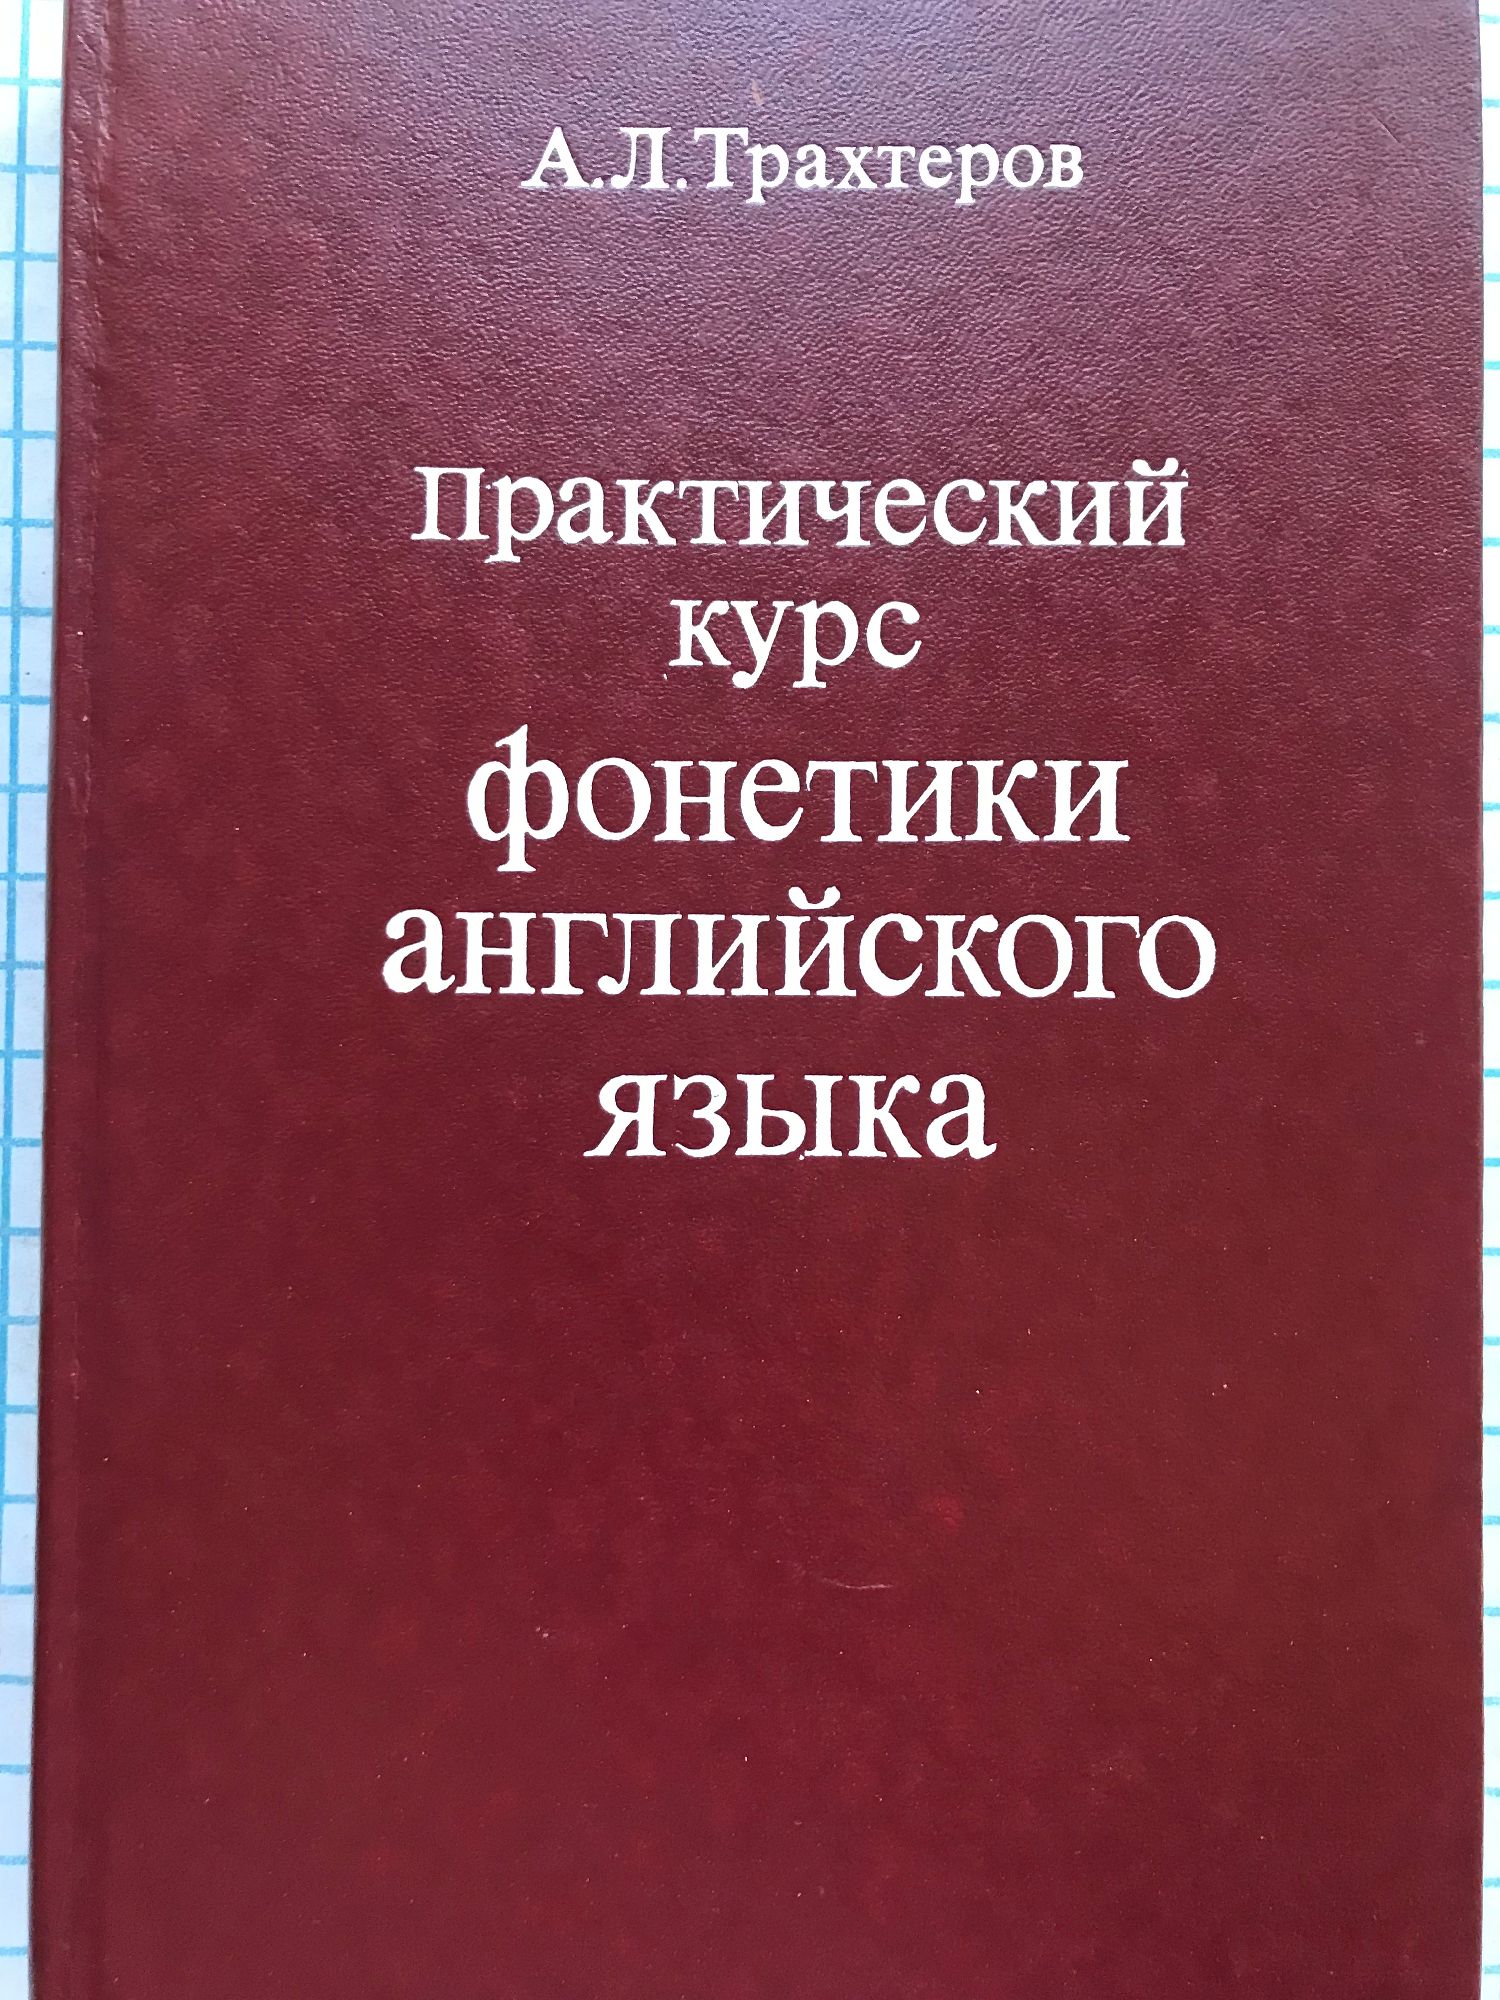 А.Л.Трахтеров
Практический
курс
фонетики
английского
языка